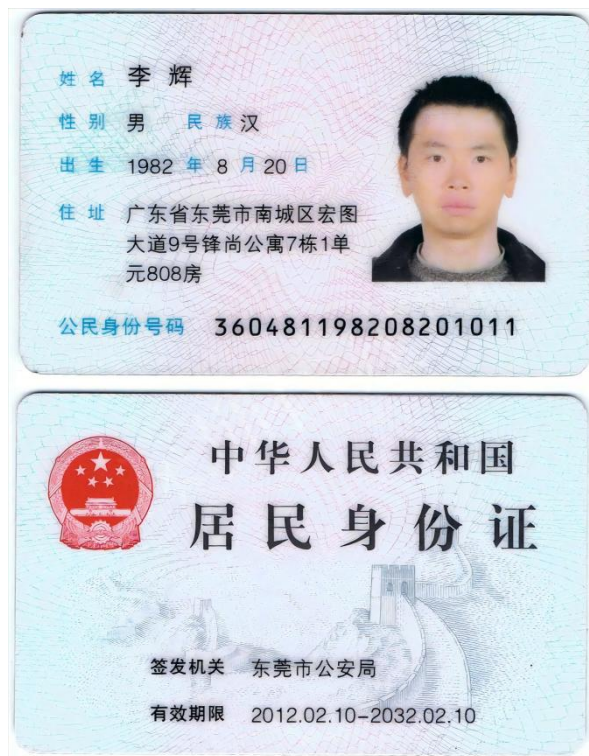 姓名 李辉
性别 男 民族 汉
出生 1982 年 8 月 20 日
住址 广东省东莞市南城区宏图
大道9号锋尚公寓7栋1单
元808房
公民身份号码 360481198208201011
中华人民共和国
居民身份证
签发机关 东莞市公安局
有效期限 2012.02.10-2032.02.10